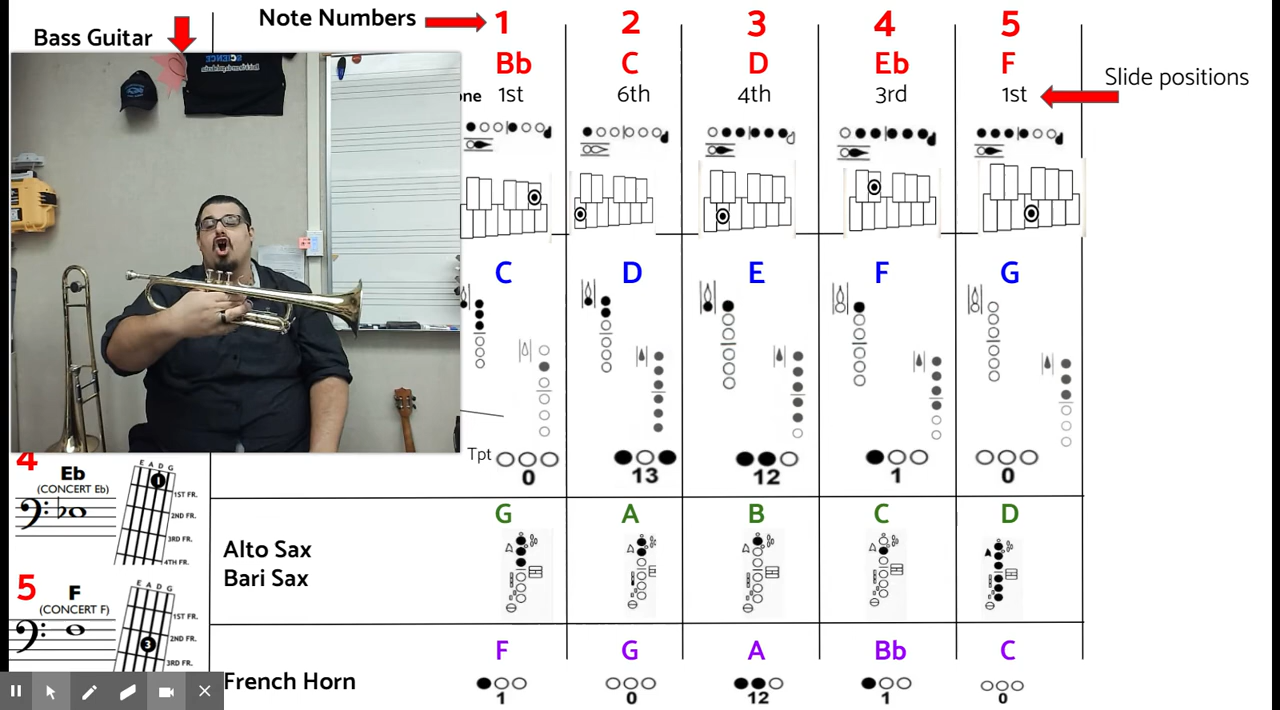 Bass Guitar
Note Numbers
1 2 3 4 5
SCIENCE
Bb C D Eb F
Slide positions
one 1st 6th 4th 3rd 1st
C D E F G
Tpt
0 13 12 1 0
4
Eb
(CONCERT Eb)
E A D G
1
1ST FR.
2ND FR.
3RD FR.
4TH FR.
G A B C D
Alto Sax
Bari Sax
5
F
(CONCERT F)
E A D G
1ST FR.
3
2ND FR.
3RD FR.
F G A Bb C
French Horn
1 0 12 1 0